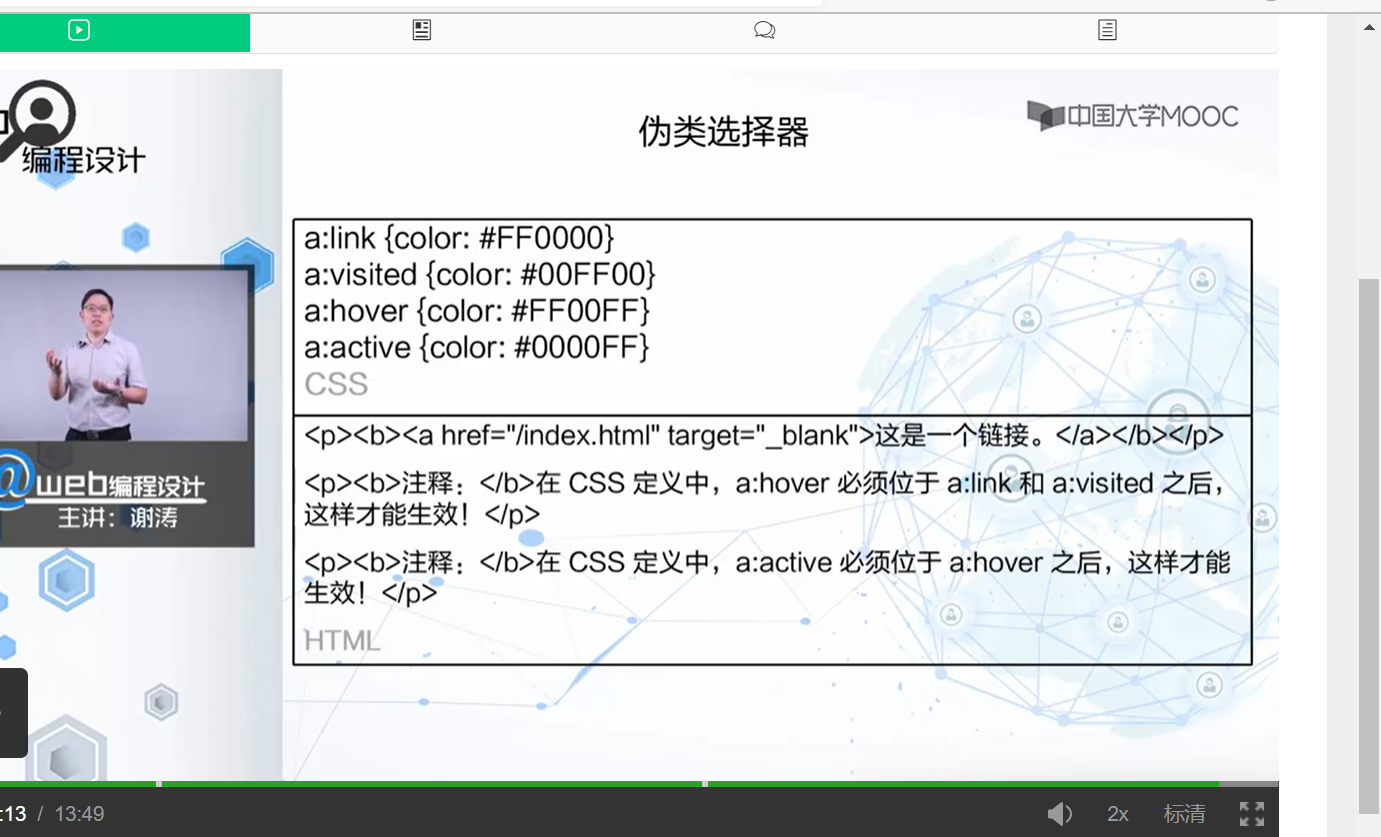 编程设计
伪类选择器
中国大学MOOC
a:link {color: #FF0000}
a:visited {color: #00FF00}
a:hover {color: #FF00FF}
a:active {color: #0000FF}
CSS
<p><b><a href="/index.html" target="_blank">这是一个链接。</a></b></p>
<p><b>注释：</b>在 CSS 定义中，a:hover 必须位于 a:link 和 a:visited 之后，
这样才能生效！</p>
<p><b>注释：</b>在 CSS 定义中，a:active 必须位于 a:hover 之后，这样才能
生效！</p>
HTML
@web编程设计
主讲：谢涛
:13 / 13:49
2x
标清